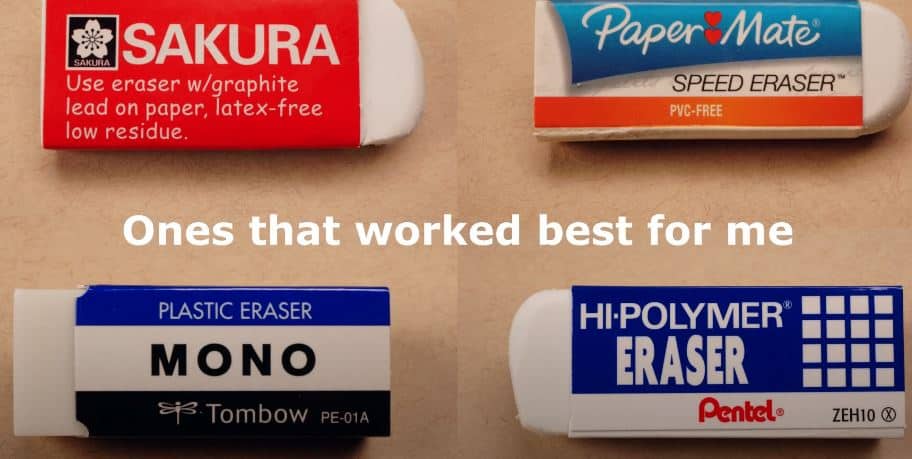 SAKURA
SAKURA
Use eraser w/graphite
lead on paper, latex-free
low residue.
Paper Mate®
SPEED ERASER™
PVC-FREE
Ones that worked best for me
PLASTIC ERASER
MONO
Tombow PE-01A
HI·POLYMER®
ERASER
Pentel® ZEH10 Ⓧ